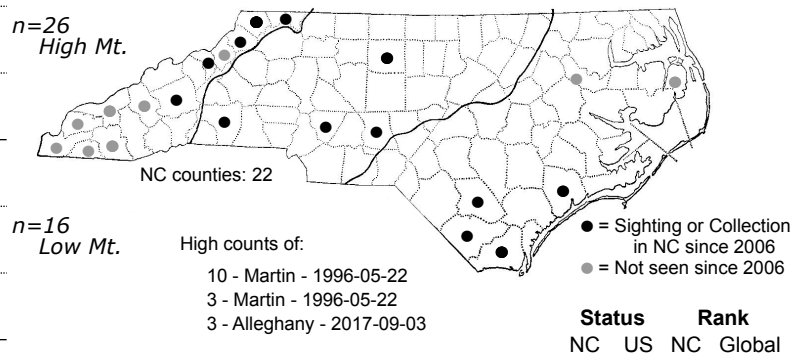 n=26
High Mt.
NC counties: 22
n=16
Low Mt.
High counts of:
10 - Martin - 1996-05-22
3 - Martin - 1996-05-22
3 - Alleghany - 2017-09-03
= Sighting or Collection
in NC since 2006
= Not seen since 2006
Status Rank
NC US NC Global